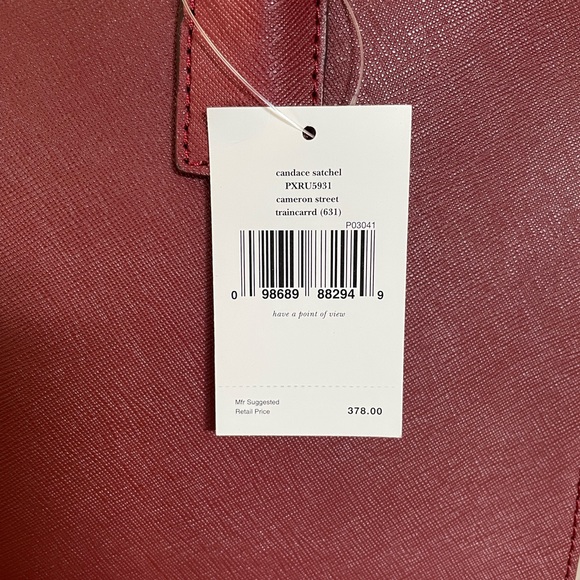 candace satchel
PXRU5931
cameron street
traincarrd (631)
P03041
0 98689 88294 9
have a point of view
Mfr Suggested
Retail Price 378.00